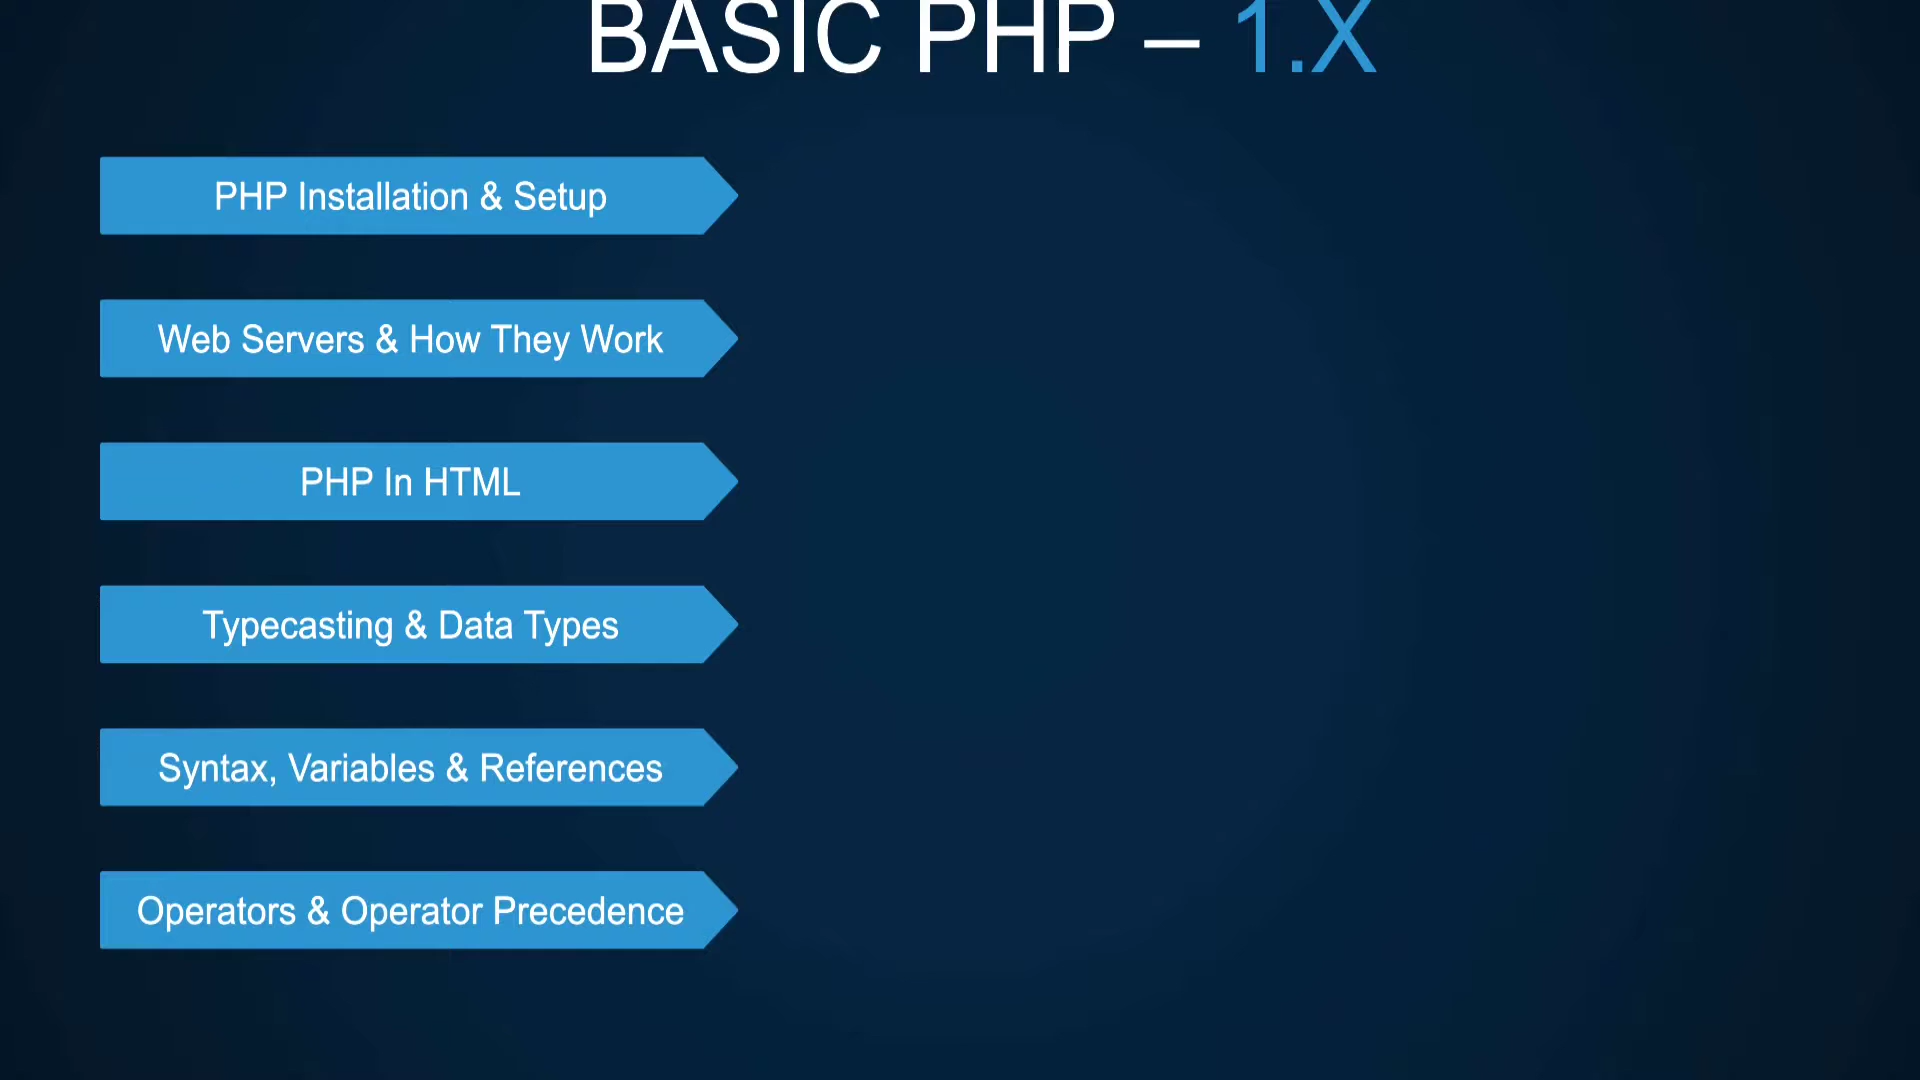 BASIC PHP – 1.X
PHP Installation & Setup
Web Servers & How They Work
PHP In HTML
Typecasting & Data Types
Syntax, Variables & References
Operators & Operator Precedence